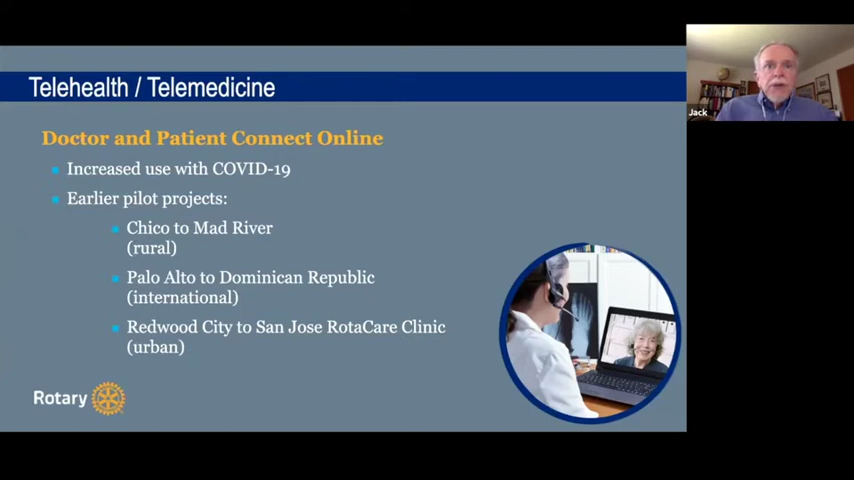 Telehealth / Telemedicine
Doctor and Patient Connect Online
Increased use with COVID-19
Earlier pilot projects:
Chico to Mad River
(rural)
Palo Alto to Dominican Republic
(international)
Redwood City to San Jose RotaCare Clinic
(urban)
Rotary
Jack